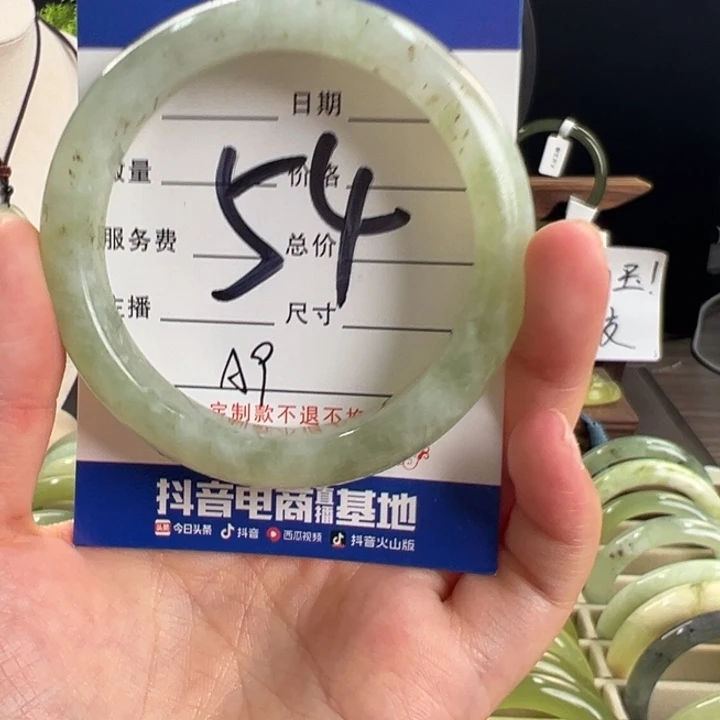 日期
量 价格
54
服务费 总价
主播 尺寸
A9
定制款不退不换
抖音电商直播基地
今日头条 抖音 西瓜视频 抖音火山版
玉!